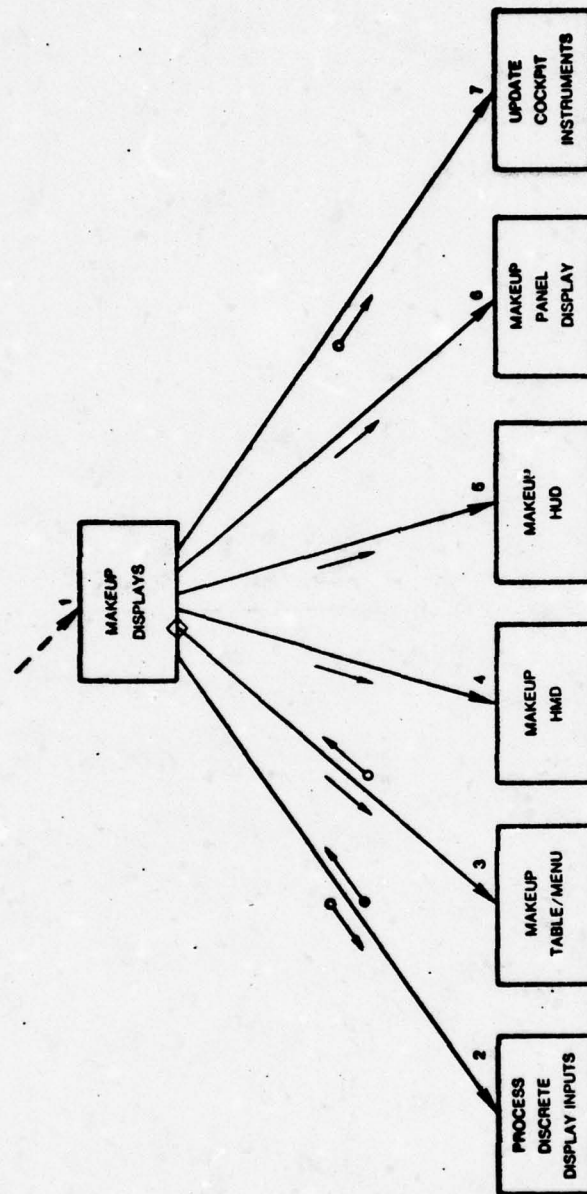 1
MAKEUP
DISPLAYS
2
PROCESS
DISCRETE
DISPLAY INPUTS
3
MAKEUP
TABLE/MENU
4
MAKEUP
HMD
5
MAKEUP
HUD
6
MAKEUP
PANEL
DISPLAY
7
UPDATE
COCKPIT
INSTRUMENTS